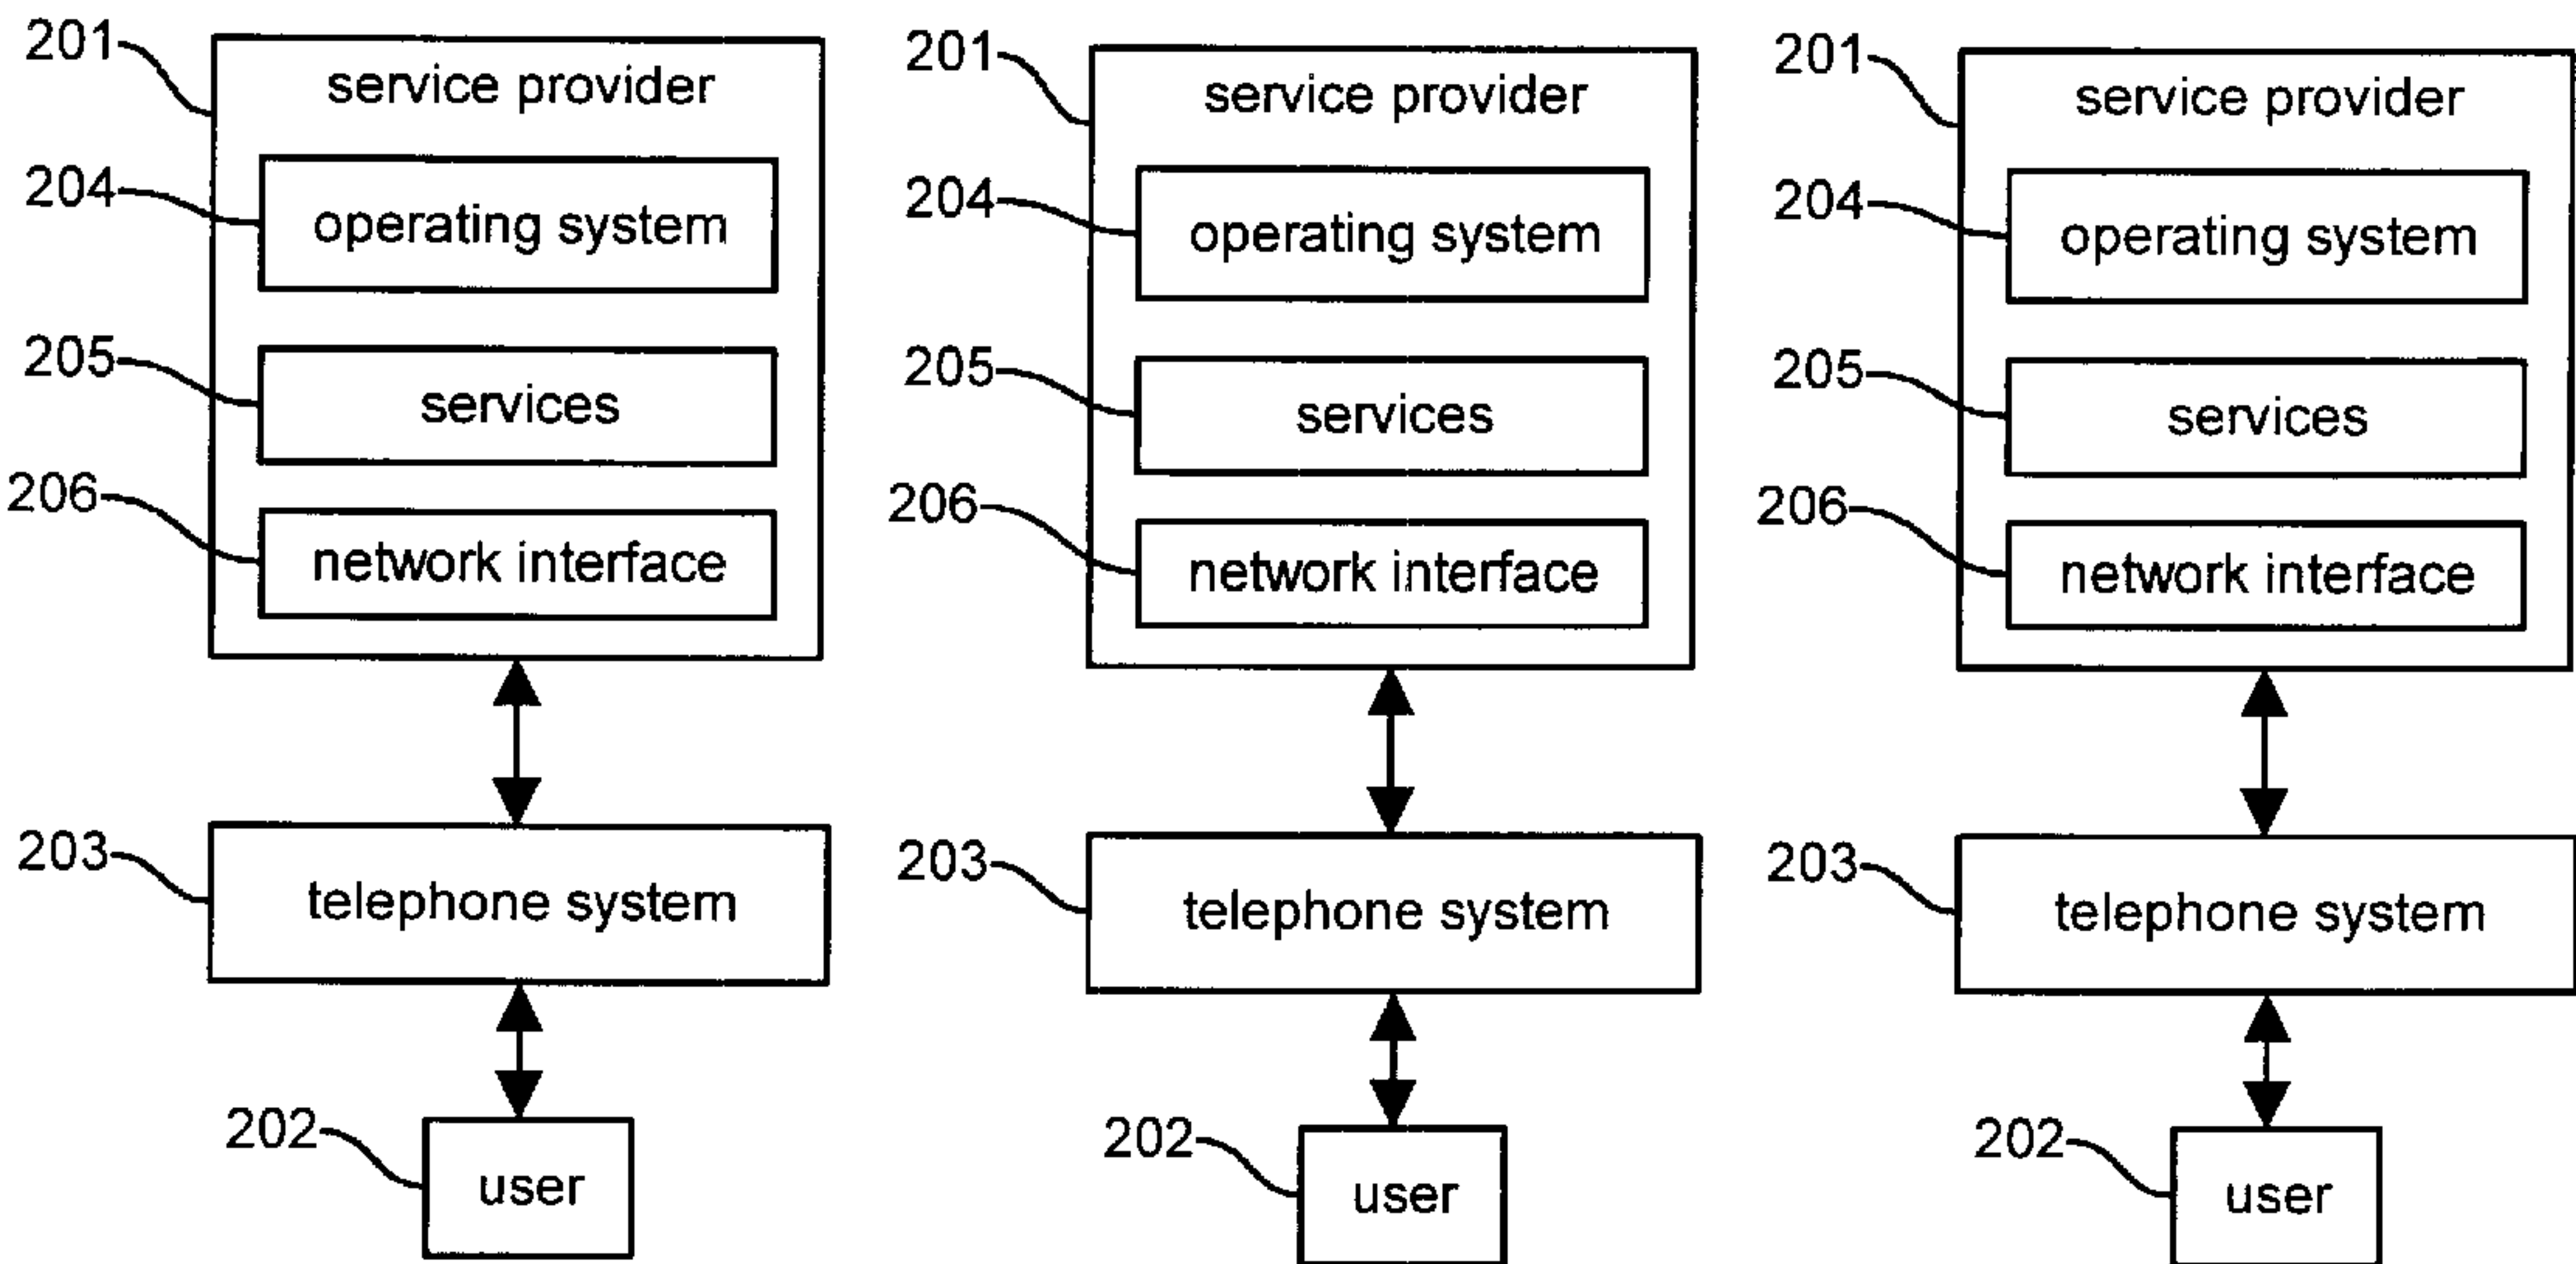 201
service provider
204
operating system
205
services
206
network interface
203
telephone system
202
user
201
service provider
204
operating system
205
services
206
network interface
203
telephone system
202
user
201
service provider
204
operating system
205
services
206
network interface
203
telephone system
202
user